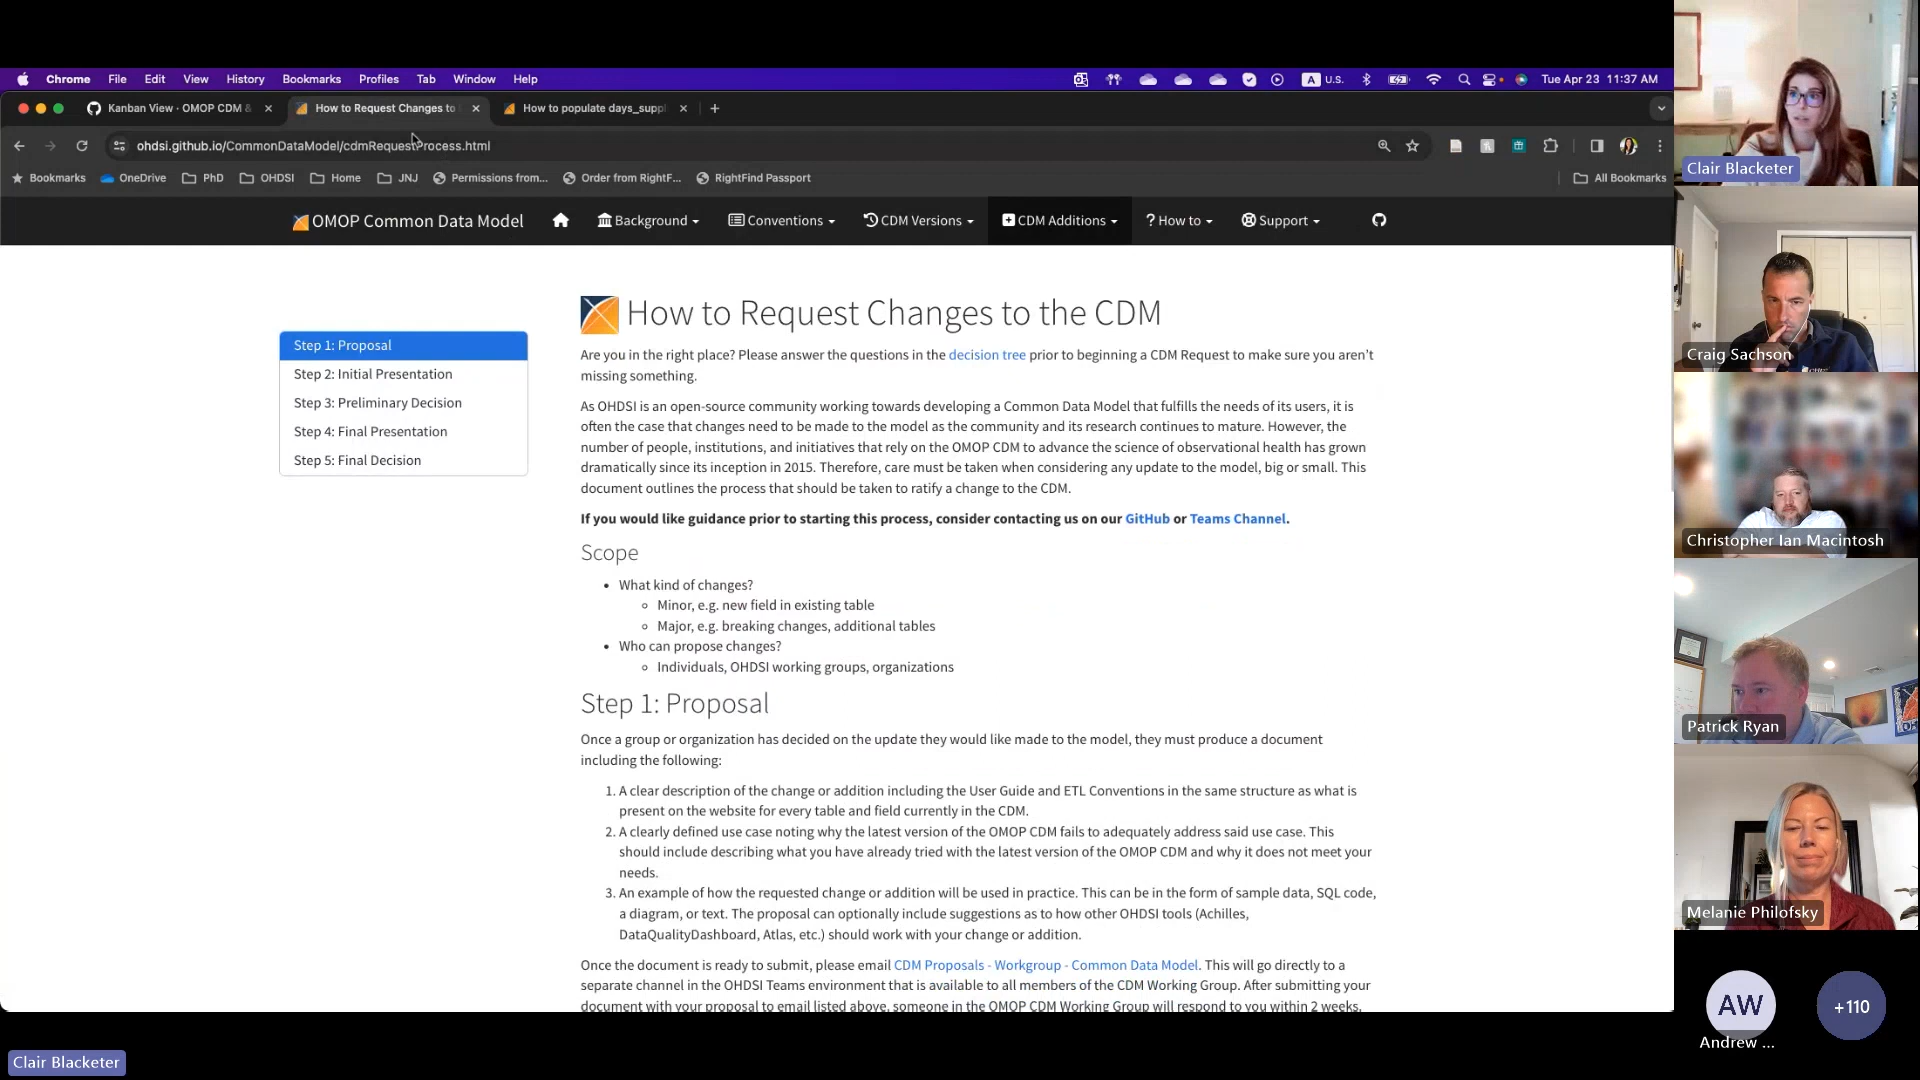 Chrome File Edit View History Bookmarks Profiles Tab Window Help
A U.S.
Tue Apr 23 11:37 AM
Kanban View · OMOP CDM &
How to Request Changes to
How to populate days_suppl
ohdsi.github.io/CommonDataModel/cdmRequestProcess.html
Bookmarks OneDrive PhD OHDSI Home JNJ Permissions from... Order from RightF... RightFind Passport All Bookmarks
OMOP Common Data Model Background Conventions CDM Versions CDM Additions ? How to Support
Step 1: Proposal
Step 2: Initial Presentation
Step 3: Preliminary Decision
Step 4: Final Presentation
Step 5: Final Decision
How to Request Changes to the CDM
Are you in the right place? Please answer the questions in the decision tree prior to beginning a CDM Request to make sure you aren't
missing something.
As OHDSI is an open-source community working towards developing a Common Data Model that fulfills the needs of its users, it is
often the case that changes need to be made to the model as the community and its research continues to mature. However, the
number of people, institutions, and initiatives that rely on the OMOP CDM to advance the science of observational health has grown
dramatically since its inception in 2015. Therefore, care must be taken when considering any update to the model, big or small. This
document outlines the process that should be taken to ratify a change to the CDM.
If you would like guidance prior to starting this process, consider contacting us on our GitHub or Teams Channel.
Scope
• What kind of changes?
◦ Minor, e.g. new field in existing table
◦ Major, e.g. breaking changes, additional tables
• Who can propose changes?
◦ Individuals, OHDSI working groups, organizations
Step 1: Proposal
Once a group or organization has decided on the update they would like made to the model, they must produce a document
including the following:
1. A clear description of the change or addition including the User Guide and ETL Conventions in the same structure as what is
present on the website for every table and field currently in the CDM.
2. A clearly defined use case noting why the latest version of the OMOP CDM fails to adequately address said use case. This
should include describing what you have already tried with the latest version of the OMOP CDM and why it does not meet your
needs.
3. An example of how the requested change or addition will be used in practice. This can be in the form of sample data, SQL code,
a diagram, or text. The proposal can optionally include suggestions as to how other OHDSI tools (Achilles,
DataQualityDashboard, Atlas, etc.) should work with your change or addition.
Once the document is ready to submit, please email CDM Proposals - Workgroup - Common Data Model. This will go directly to a
separate channel in the OHDSI Teams environment that is available to all members of the CDM Working Group. After submitting your
document with your proposal to email listed above, someone in the OMOP CDM Working Group will respond to you within 2 weeks.
Clair Blacketer
Craig Sachson
Christopher Ian Macintosh
Patrick Ryan
Melanie Philofsky
AW
Andrew ...
+110
Clair Blacketer